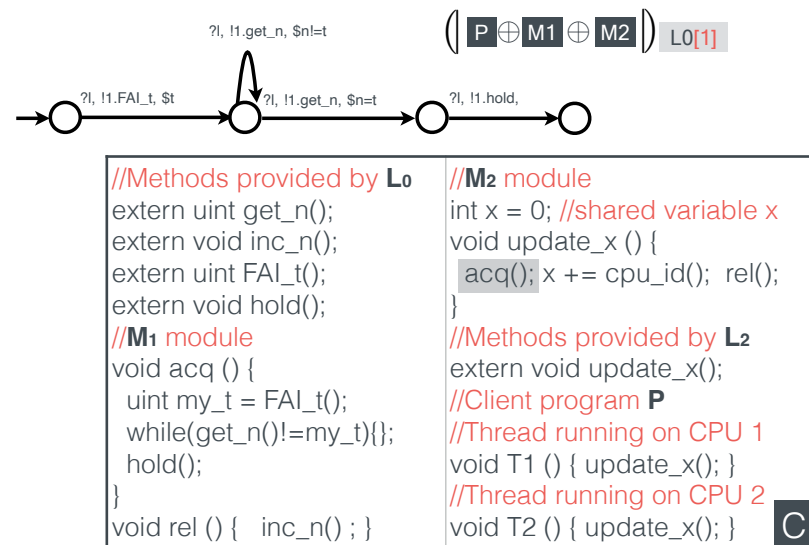 ?l, !1.get_n, $n!=t
(| P ⊕ M1 ⊕ M2 |) L0[1]
?l, !1.FAI_t, $t
?l, !1.get_n, $n=t
?l, !1.hold,
//Methods provided by L0
extern uint get_n();
extern void inc_n();
extern uint FAI_t();
extern void hold();
//M1 module
void acq () {
uint my_t = FAI_t();
while(get_n()!=my_t){};
hold();
}
void rel () { inc_n() ; }
//M2 module
int x = 0; //shared variable x
void update_x () {
acq(); x += cpu_id(); rel();
}
//Methods provided by L2
extern void update_x();
//Client program P
//Thread running on CPU 1
void T1 () { update_x(); }
//Thread running on CPU 2
void T2 () { update_x(); }
C